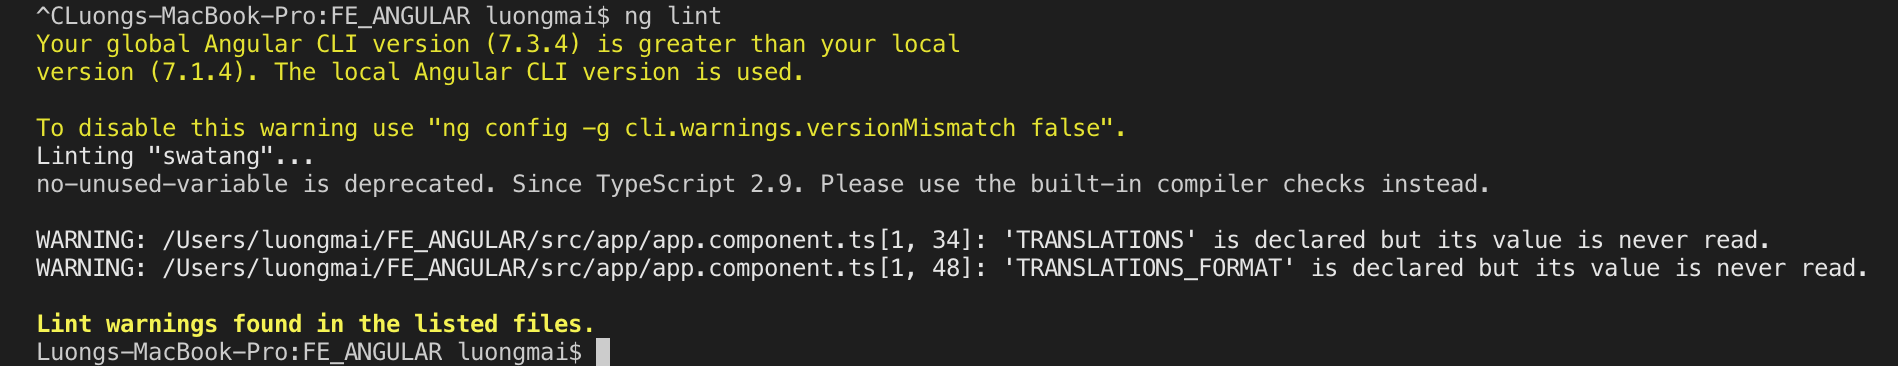 ^CLuongs-MacBook-Pro:FE_ANGULAR luongmai$ ng lint
Your global Angular CLI version (7.3.4) is greater than your local
version (7.1.4). The local Angular CLI version is used.
To disable this warning use "ng config -g cli.warnings.versionMismatch false".
Linting "swatang"...
no-unused-variable is deprecated. Since TypeScript 2.9. Please use the built-in compiler checks instead.
WARNING: /Users/luongmai/FE_ANGULAR/src/app/app.component.ts[1, 34]: 'TRANSLATIONS' is declared but its value is never read.
WARNING: /Users/luongmai/FE_ANGULAR/src/app/app.component.ts[1, 48]: 'TRANSLATIONS_FORMAT' is declared but its value is never read.
Lint warnings found in the listed files.
Luongs-MacBook-Pro:FE_ANGULAR luongmai$